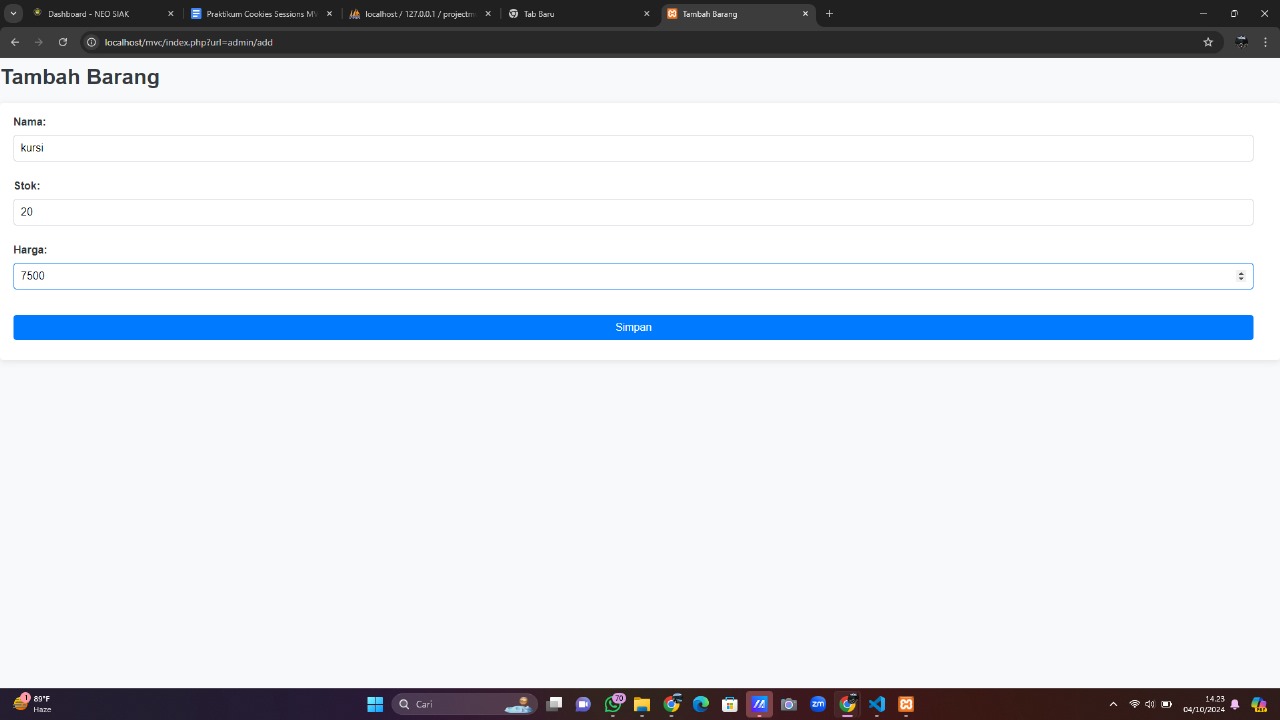 Dashboard - NEO SIAK
Praktikum Cookies Sessions MV
localhost / 127.0.0.1 / projectm
Tab Baru
Tambah Barang
localhost/mvc/index.php?url=admin/add
Tambah Barang
Nama:
kursi
Stok:
20
Harga:
7500
Simpan
1
89°F
Haze
Cari
70
zm
14.23
04/10/2024